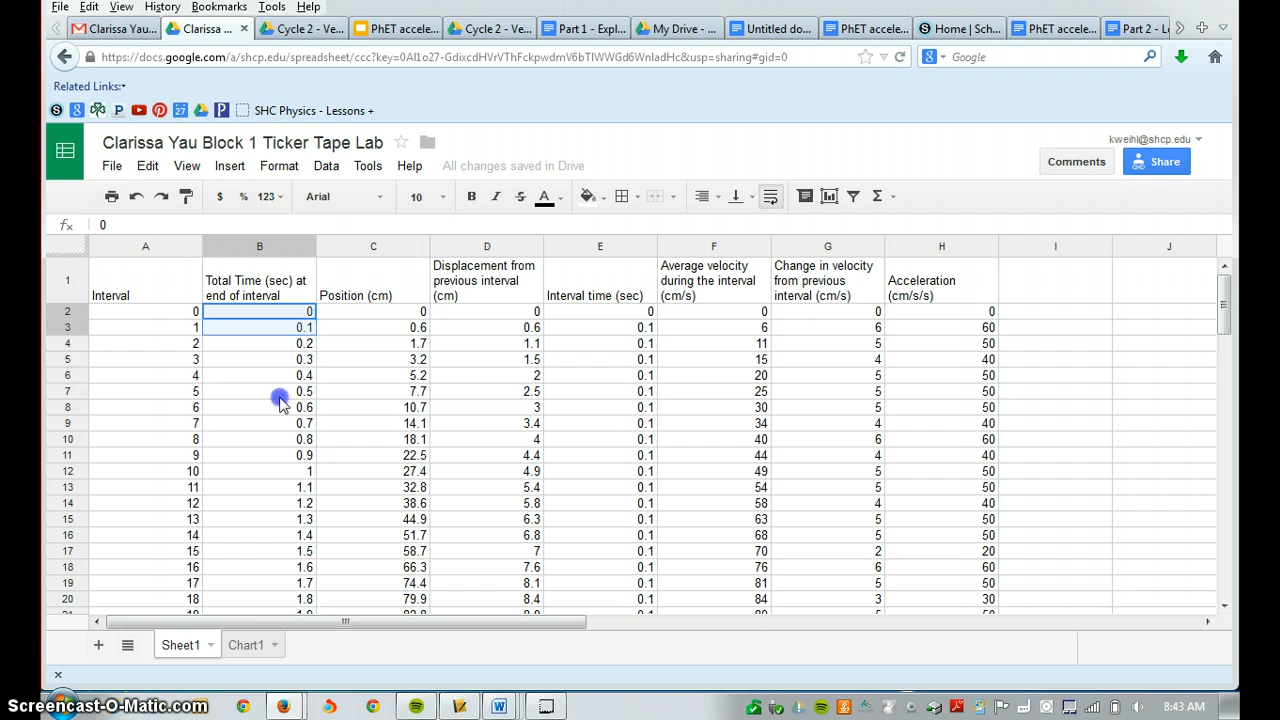 File Edit View History Bookmarks Tools Help
Clarissa Yau... Clarissa ... × Cycle 2 - Ve... PhET accele... Cycle 2 - Ve... Part 1 - Expl... My Drive - ... Untitled do... PhET accele... Home | Sch... PhET accele... Part 2 - L
https://docs.google.com/a/shcp.edu/spreadsheet/ Google
Related Links:
SHC Physics - Lessons +
Clarissa Yau Block 1 Ticker Tape Lab
kweihl@shcp.edu
File Edit View Insert Format Data Tools Help All changes saved in Drive
Comments Share
$ % 123 Arial 10 B I S A Σ
fx 0
A B C D E F G H I J
1 Interval Total Time (sec) at end of interval Position (cm) Displacement from previous interval (cm) Interval time (sec) Average velocity during the interval (cm/s) Change in velocity from previous interval (cm/s) Acceleration (cm/s/s)
2 0 0 0 0 0 0 0 0
3 1 0.1 0.6 0.6 0.1 6 6 60
4 2 0.2 1.7 1.1 0.1 11 5 50
5 3 0.3 3.2 1.5 0.1 15 4 40
6 4 0.4 5.2 2 0.1 20 5 50
7 5 0.5 7.7 2.5 0.1 25 5 50
8 6 0.6 10.7 3 0.1 30 5 50
9 7 0.7 14.1 3.4 0.1 34 4 40
10 8 0.8 18.1 4 0.1 40 6 60
11 9 0.9 22.5 4.4 0.1 44 4 40
12 10 1 27.4 4.9 0.1 49 5 50
13 11 1.1 32.8 5.4 0.1 54 5 50
14 12 1.2 38.6 5.8 0.1 58 4 40
15 13 1.3 44.9 6.3 0.1 63 5 50
16 14 1.4 51.7 6.8 0.1 68 5 50
17 15 1.5 58.7 7 0.1 70 2 20
18 16 1.6 66.3 7.6 0.1 76 6 60
19 17 1.7 74.4 8.1 0.1 81 5 50
20 18 1.8 79.9 8.4 0.1 84 3 30
Sheet1 Chart1
Screencast-O-Matic.com
8:43 AM